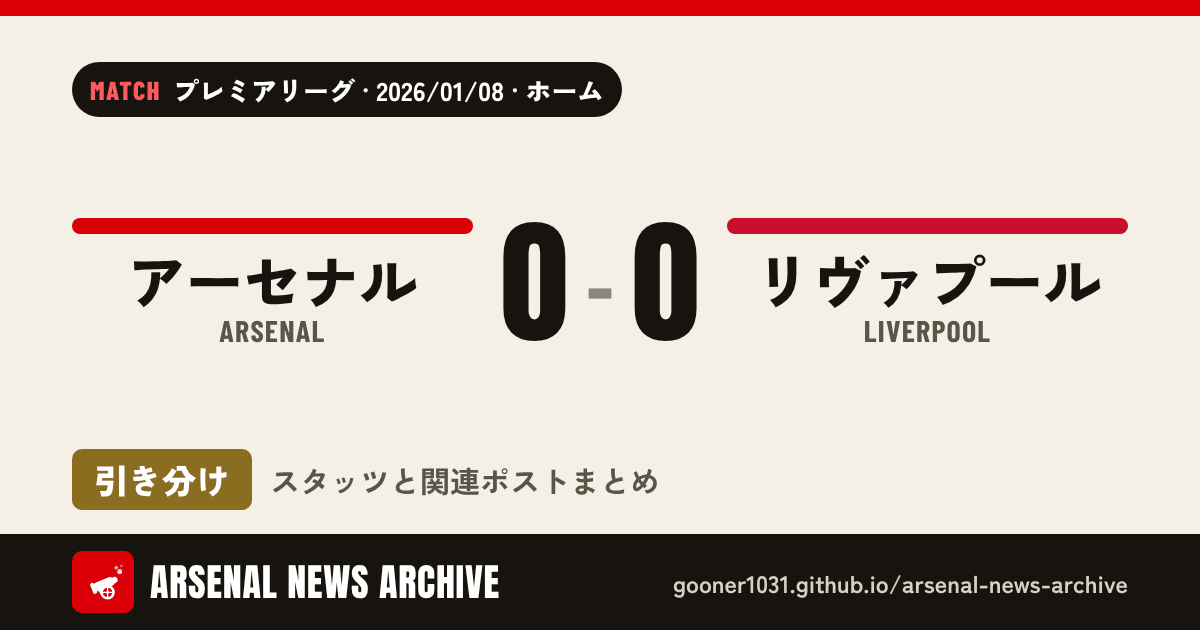 MATCH プレミアリーグ · 2026/01/08 · ホーム
アーセナル 0 - 0 リヴァプール
ARSENAL LIVERPOOL
引き分け スタッツと関連ポストまとめ
ARSENAL NEWS ARCHIVE gooner1031.github.io/arsenal-news-archive